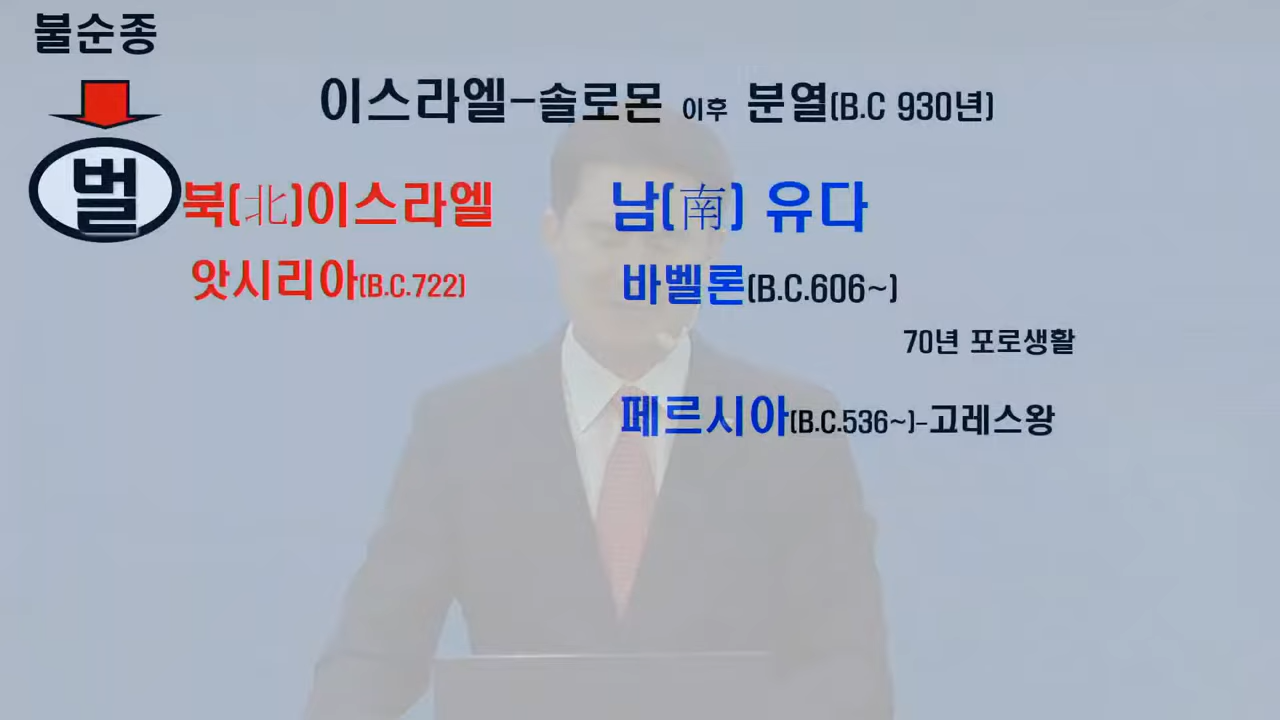 불순종
이스라엘-솔로몬 이후 분열(B.C 930년)
벌
북(北)이스라엘 남(南) 유다
앗시리아(B.C.722) 바벨론(B.C.606~)
70년 포로생활
페르시아(B.C.536~)-고레스왕